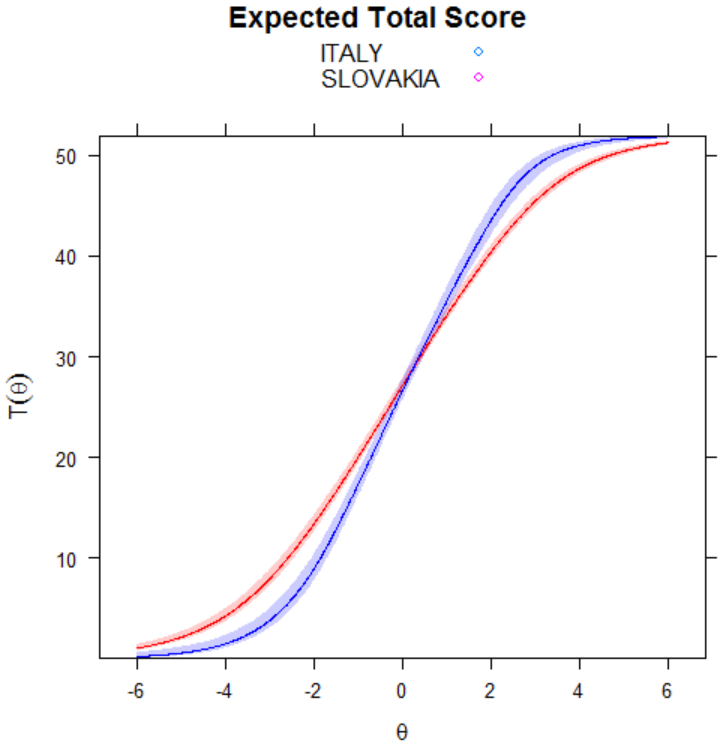 Expected Total Score
ITALY
SLOVAKIA
50
40
30
20
10
T(θ)
-6 -4 -2 0 2 4 6
θ